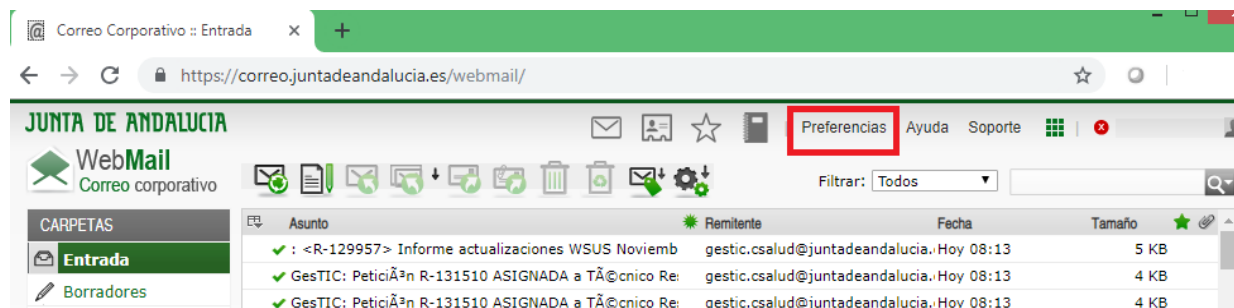 Correo Corporativo :: Entrada
https://correo.juntadeandalucia.es/webmail/
JUNTA DE ANDALUCIA
Preferencias Ayuda Soporte
WebMail
Correo corporativo
Filtrar: Todos
CARPETAS
Asunto Remitente Fecha Tamaño
Entrada
: <R-129957> Informe actualizaciones WSUS Noviemb gestic.csalud@juntadeandalucia. Hoy 08:13 5 KB
GesTIC: PeticiÃ³n R-131510 ASIGNADA a TÃ©cnico Re: gestic.csalud@juntadeandalucia. Hoy 08:13 4 KB
Borradores
GesTIC: PeticiÃ³n R-131510 ASIGNADA a TÃ©cnico Re: gestic.csalud@juntadeandalucia. Hoy 08:13 4 KB